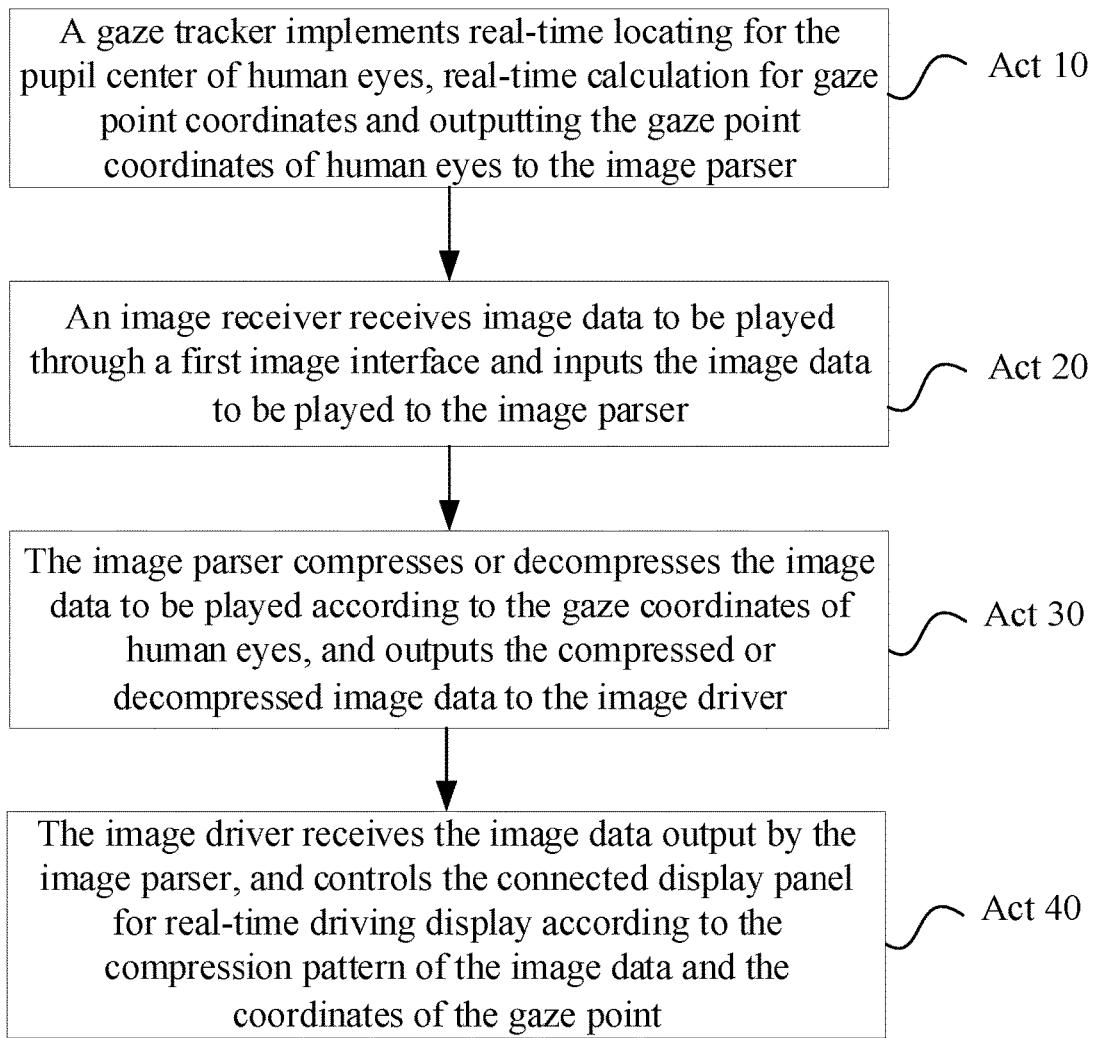 A gaze tracker implements real-time locating for the
pupil center of human eyes, real-time calculation for gaze
point coordinates and outputting the gaze point
coordinates of human eyes to the image parser
Act 10
An image receiver receives image data to be played
through a first image interface and inputs the image data
to be played to the image parser
Act 20
The image parser compresses or decompresses the image
data to be played according to the gaze coordinates of
human eyes, and outputs the compressed or
decompressed image data to the image driver
Act 30
The image driver receives the image data output by the
image parser, and controls the connected display panel
for real-time driving display according to the
compression pattern of the image data and the
coordinates of the gaze point
Act 40